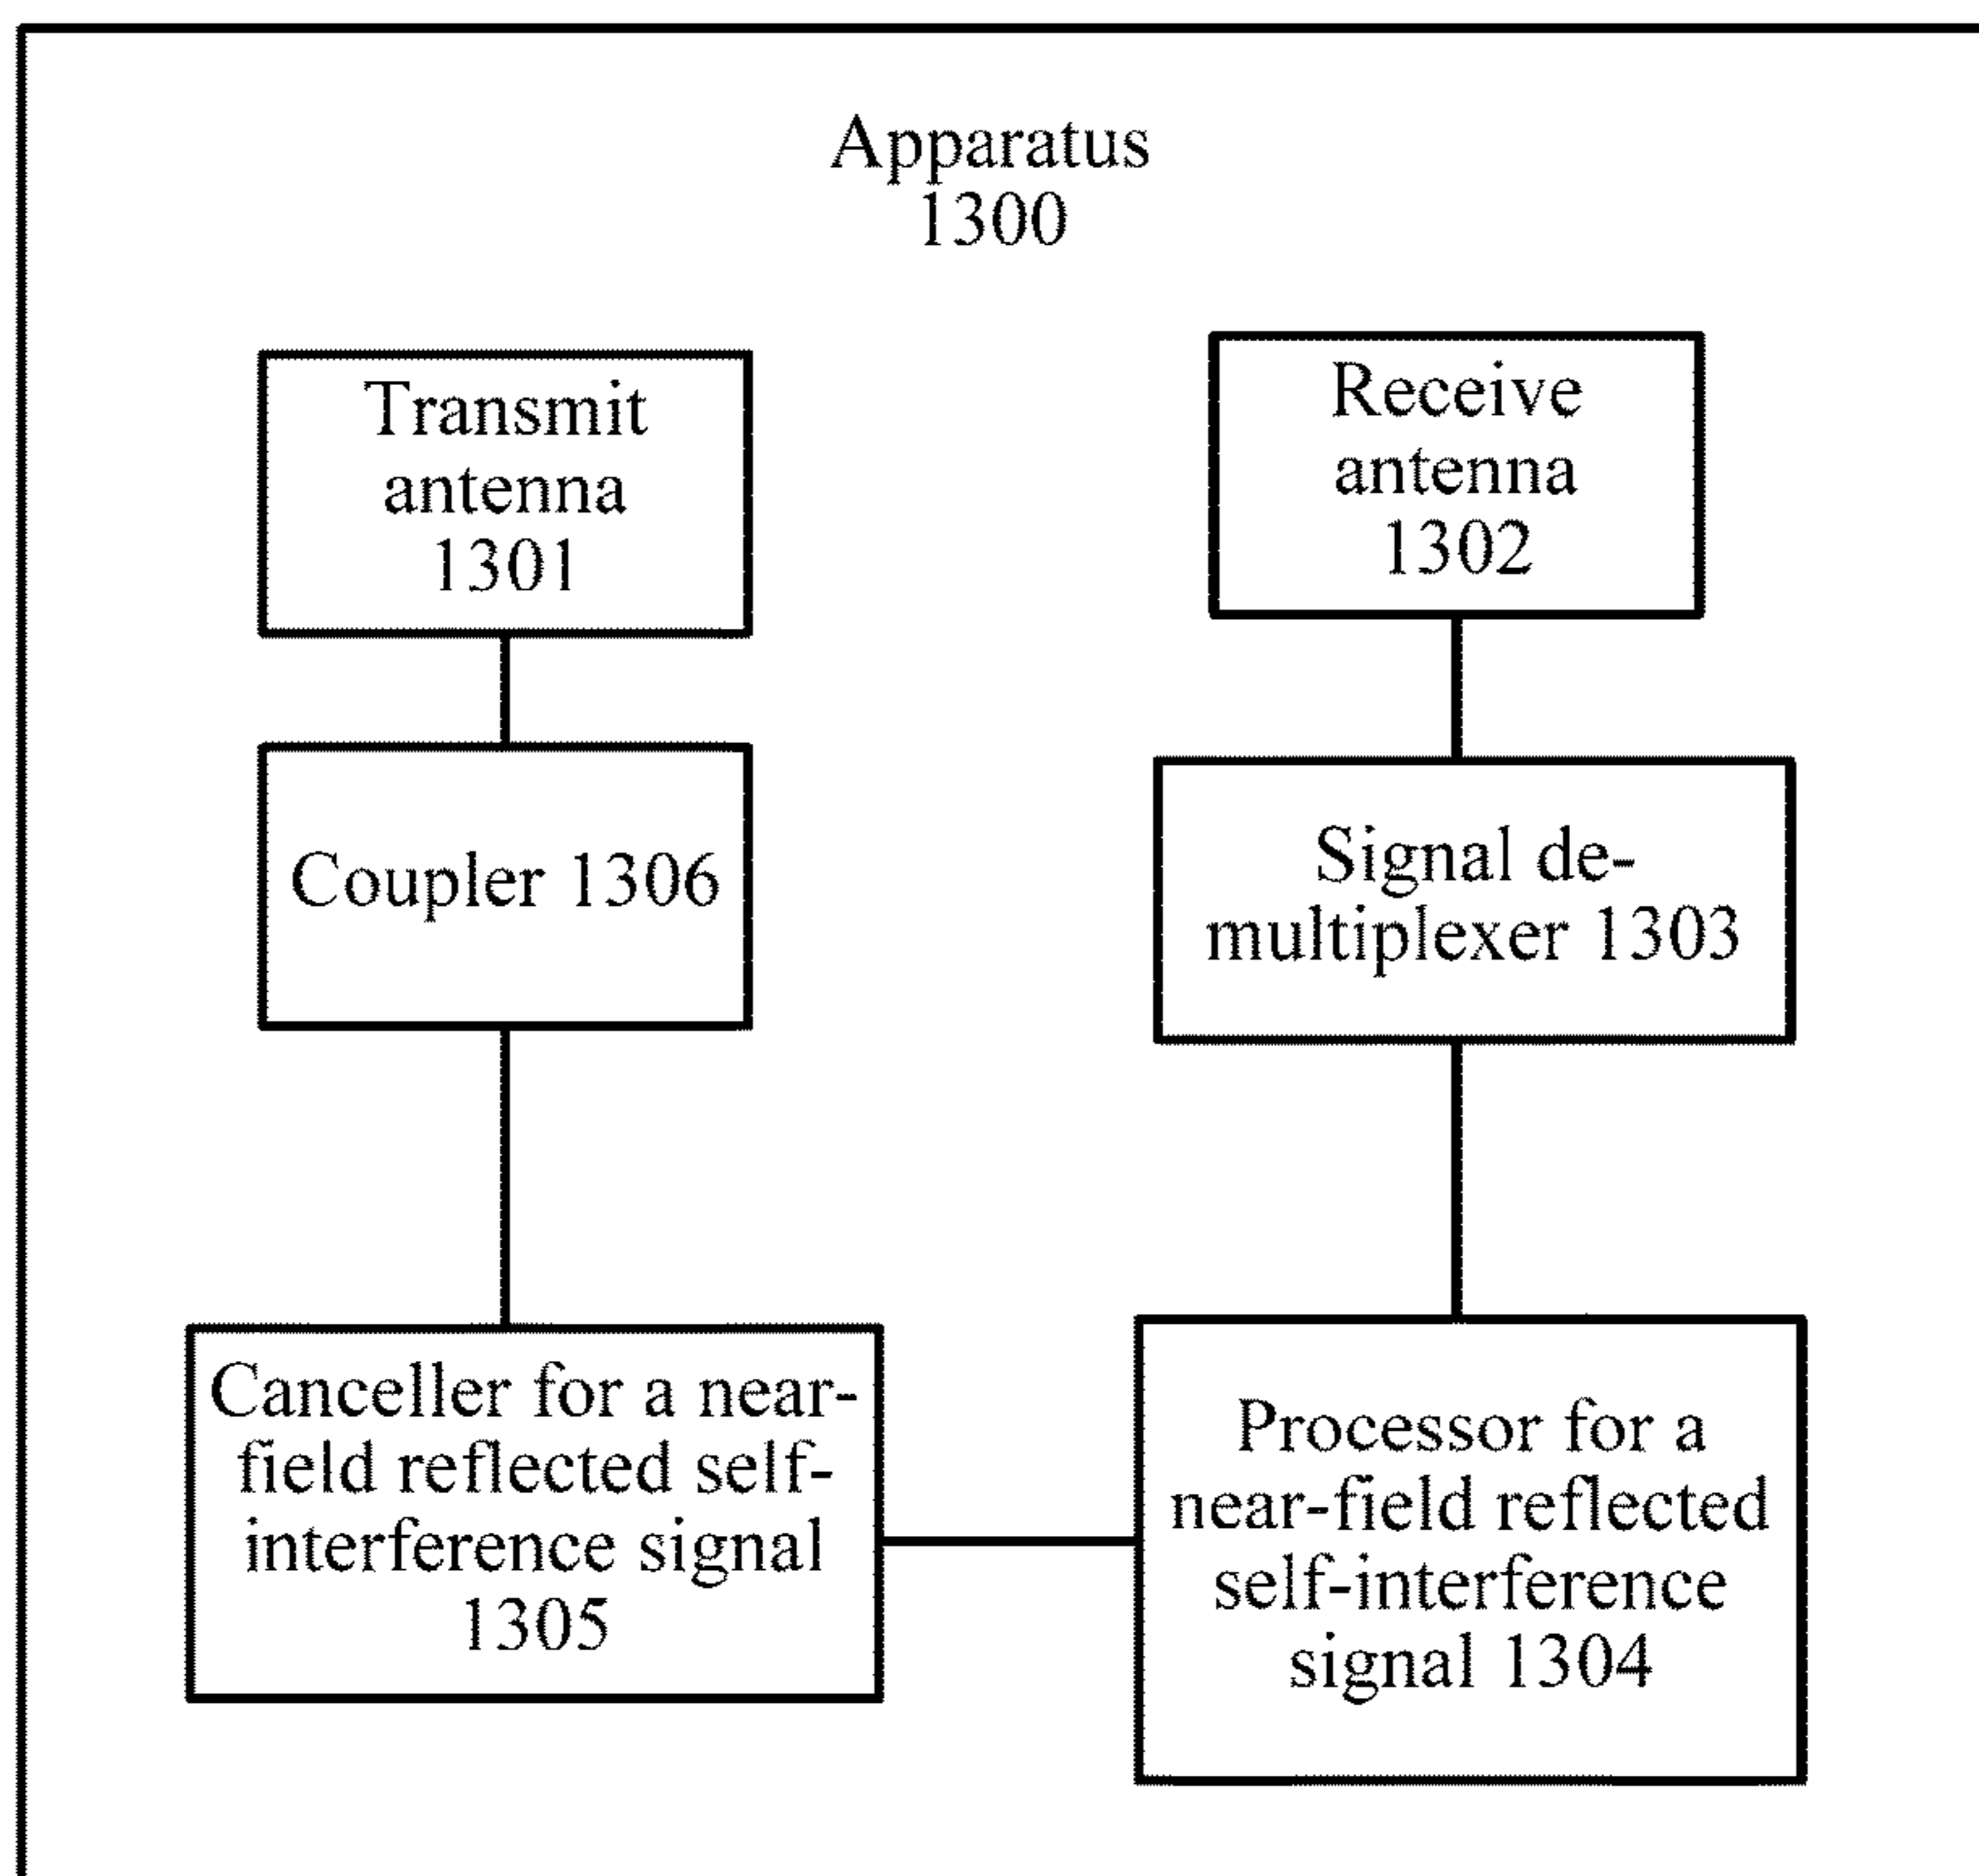 Apparatus
1300
Transmit
antenna
1301
Receive
antenna
1302
Coupler 1306
Signal de-
multiplexer 1303
Canceller for a near-
field reflected self-
interference signal
1305
Processor for a
near-field reflected
self-interference
signal 1304